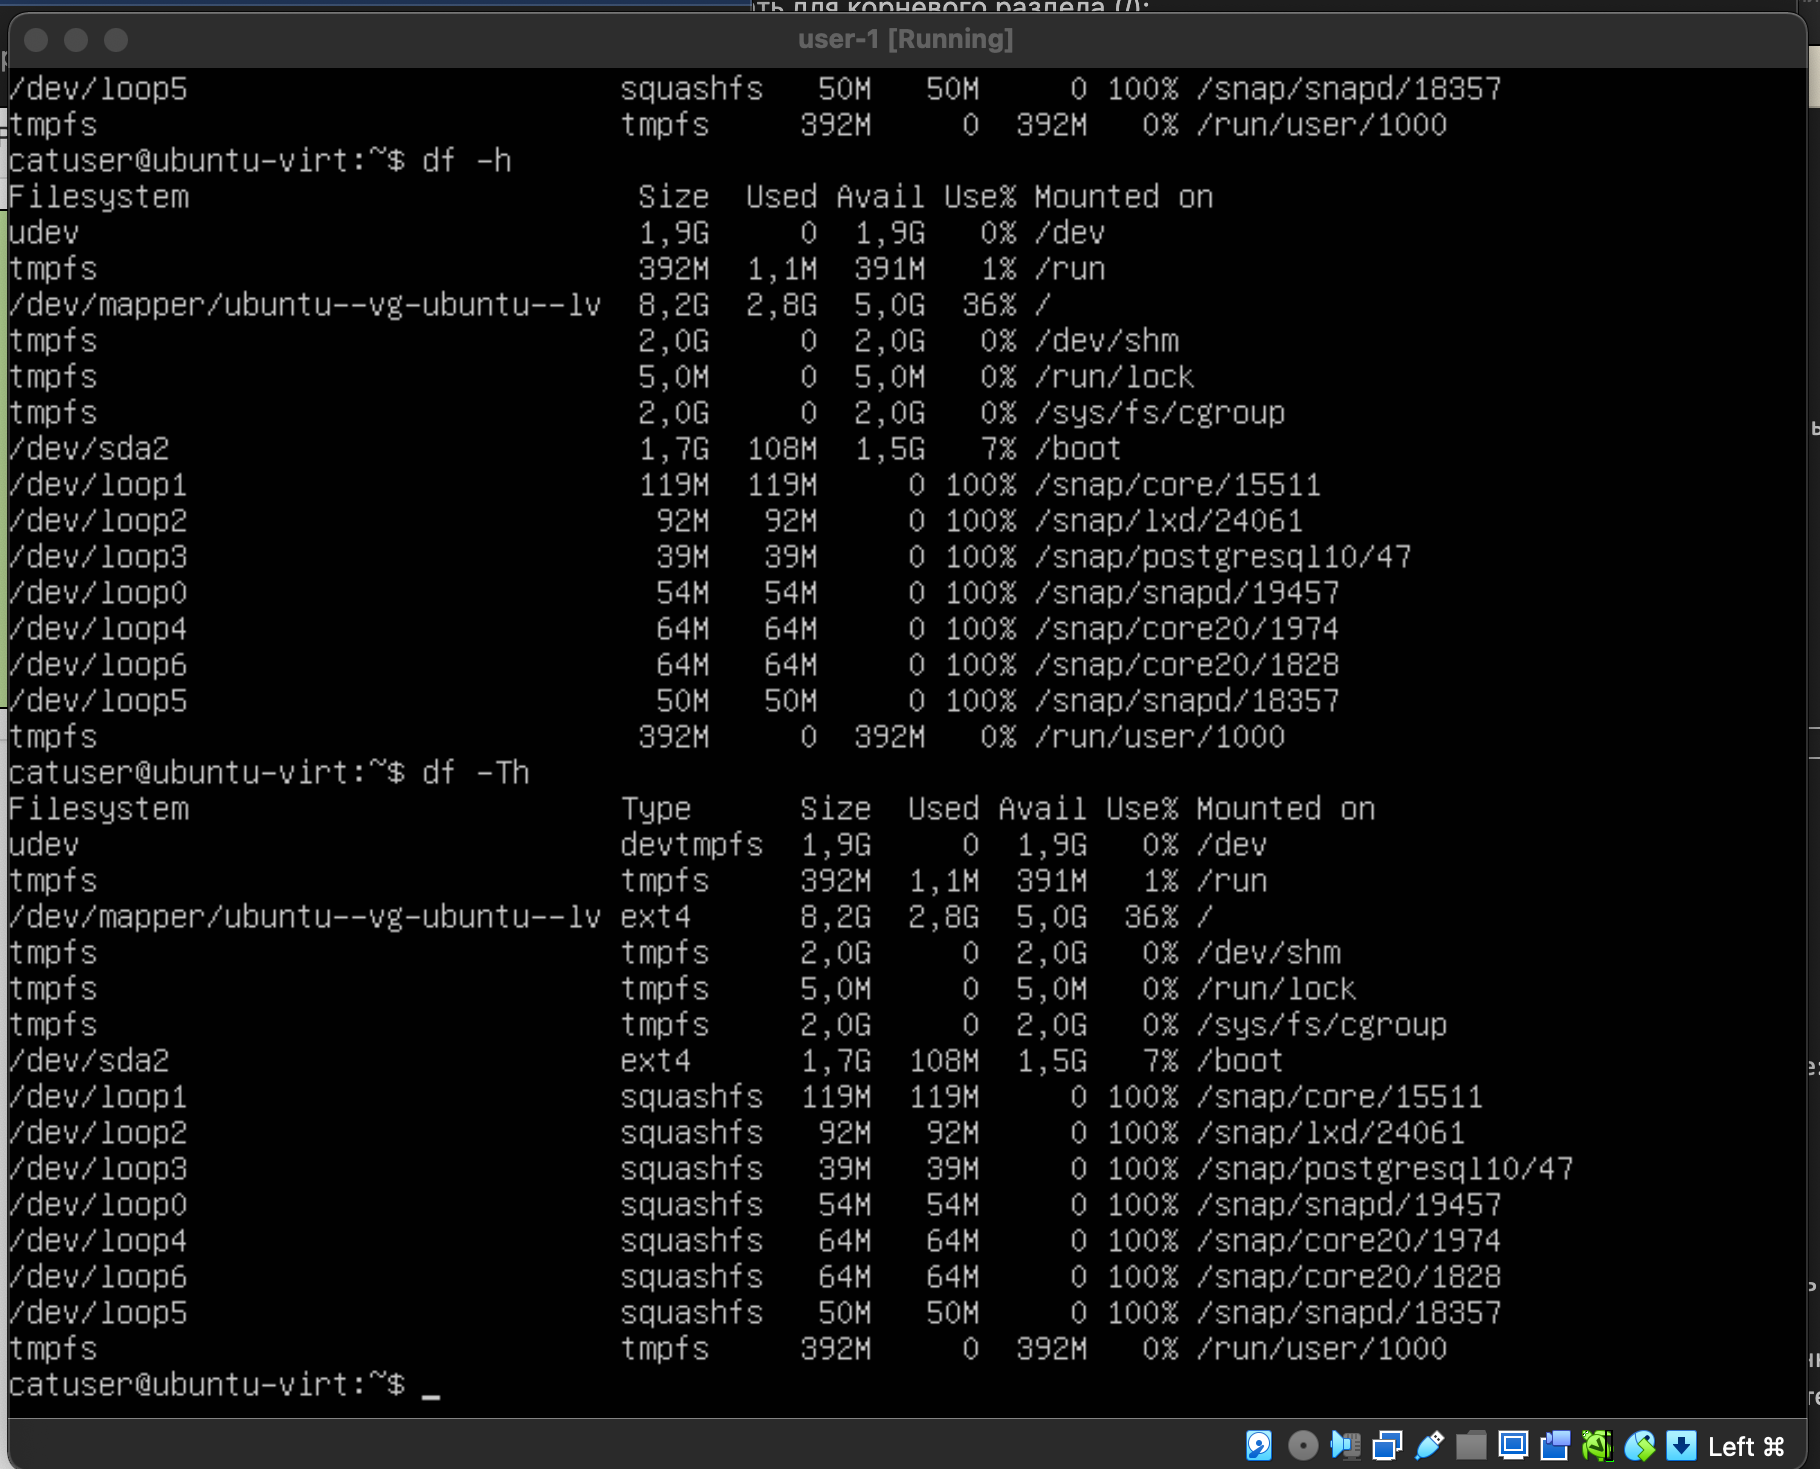 ть для корневого раздела (/):
user-1 [Running]
/dev/loop5 squashfs 50M 50M 0 100% /snap/snapd/18357
tmpfs tmpfs 392M 0 392M 0% /run/user/1000
catuser@ubuntu-virt:~$ df -h
Filesystem Size Used Avail Use% Mounted on
udev 1,9G 0 1,9G 0% /dev
tmpfs 392M 1,1M 391M 1% /run
/dev/mapper/ubuntu--vg-ubuntu--lv 8,2G 2,8G 5,0G 36% /
tmpfs 2,0G 0 2,0G 0% /dev/shm
tmpfs 5,0M 0 5,0M 0% /run/lock
tmpfs 2,0G 0 2,0G 0% /sys/fs/cgroup
/dev/sda2 1,7G 108M 1,5G 7% /boot
/dev/loop1 119M 119M 0 100% /snap/core/15511
/dev/loop2 92M 92M 0 100% /snap/lxd/24061
/dev/loop3 39M 39M 0 100% /snap/postgresql10/47
/dev/loop0 54M 54M 0 100% /snap/snapd/19457
/dev/loop4 64M 64M 0 100% /snap/core20/1974
/dev/loop6 64M 64M 0 100% /snap/core20/1828
/dev/loop5 50M 50M 0 100% /snap/snapd/18357
tmpfs 392M 0 392M 0% /run/user/1000
catuser@ubuntu-virt:~$ df -Th
Filesystem Type Size Used Avail Use% Mounted on
udev devtmpfs 1,9G 0 1,9G 0% /dev
tmpfs tmpfs 392M 1,1M 391M 1% /run
/dev/mapper/ubuntu--vg-ubuntu--lv ext4 8,2G 2,8G 5,0G 36% /
tmpfs tmpfs 2,0G 0 2,0G 0% /dev/shm
tmpfs tmpfs 5,0M 0 5,0M 0% /run/lock
tmpfs tmpfs 2,0G 0 2,0G 0% /sys/fs/cgroup
/dev/sda2 ext4 1,7G 108M 1,5G 7% /boot
/dev/loop1 squashfs 119M 119M 0 100% /snap/core/15511
/dev/loop2 squashfs 92M 92M 0 100% /snap/lxd/24061
/dev/loop3 squashfs 39M 39M 0 100% /snap/postgresql10/47
/dev/loop0 squashfs 54M 54M 0 100% /snap/snapd/19457
/dev/loop4 squashfs 64M 64M 0 100% /snap/core20/1974
/dev/loop6 squashfs 64M 64M 0 100% /snap/core20/1828
/dev/loop5 squashfs 50M 50M 0 100% /snap/snapd/18357
tmpfs tmpfs 392M 0 392M 0% /run/user/1000
catuser@ubuntu-virt:~$ _
Left ⌘